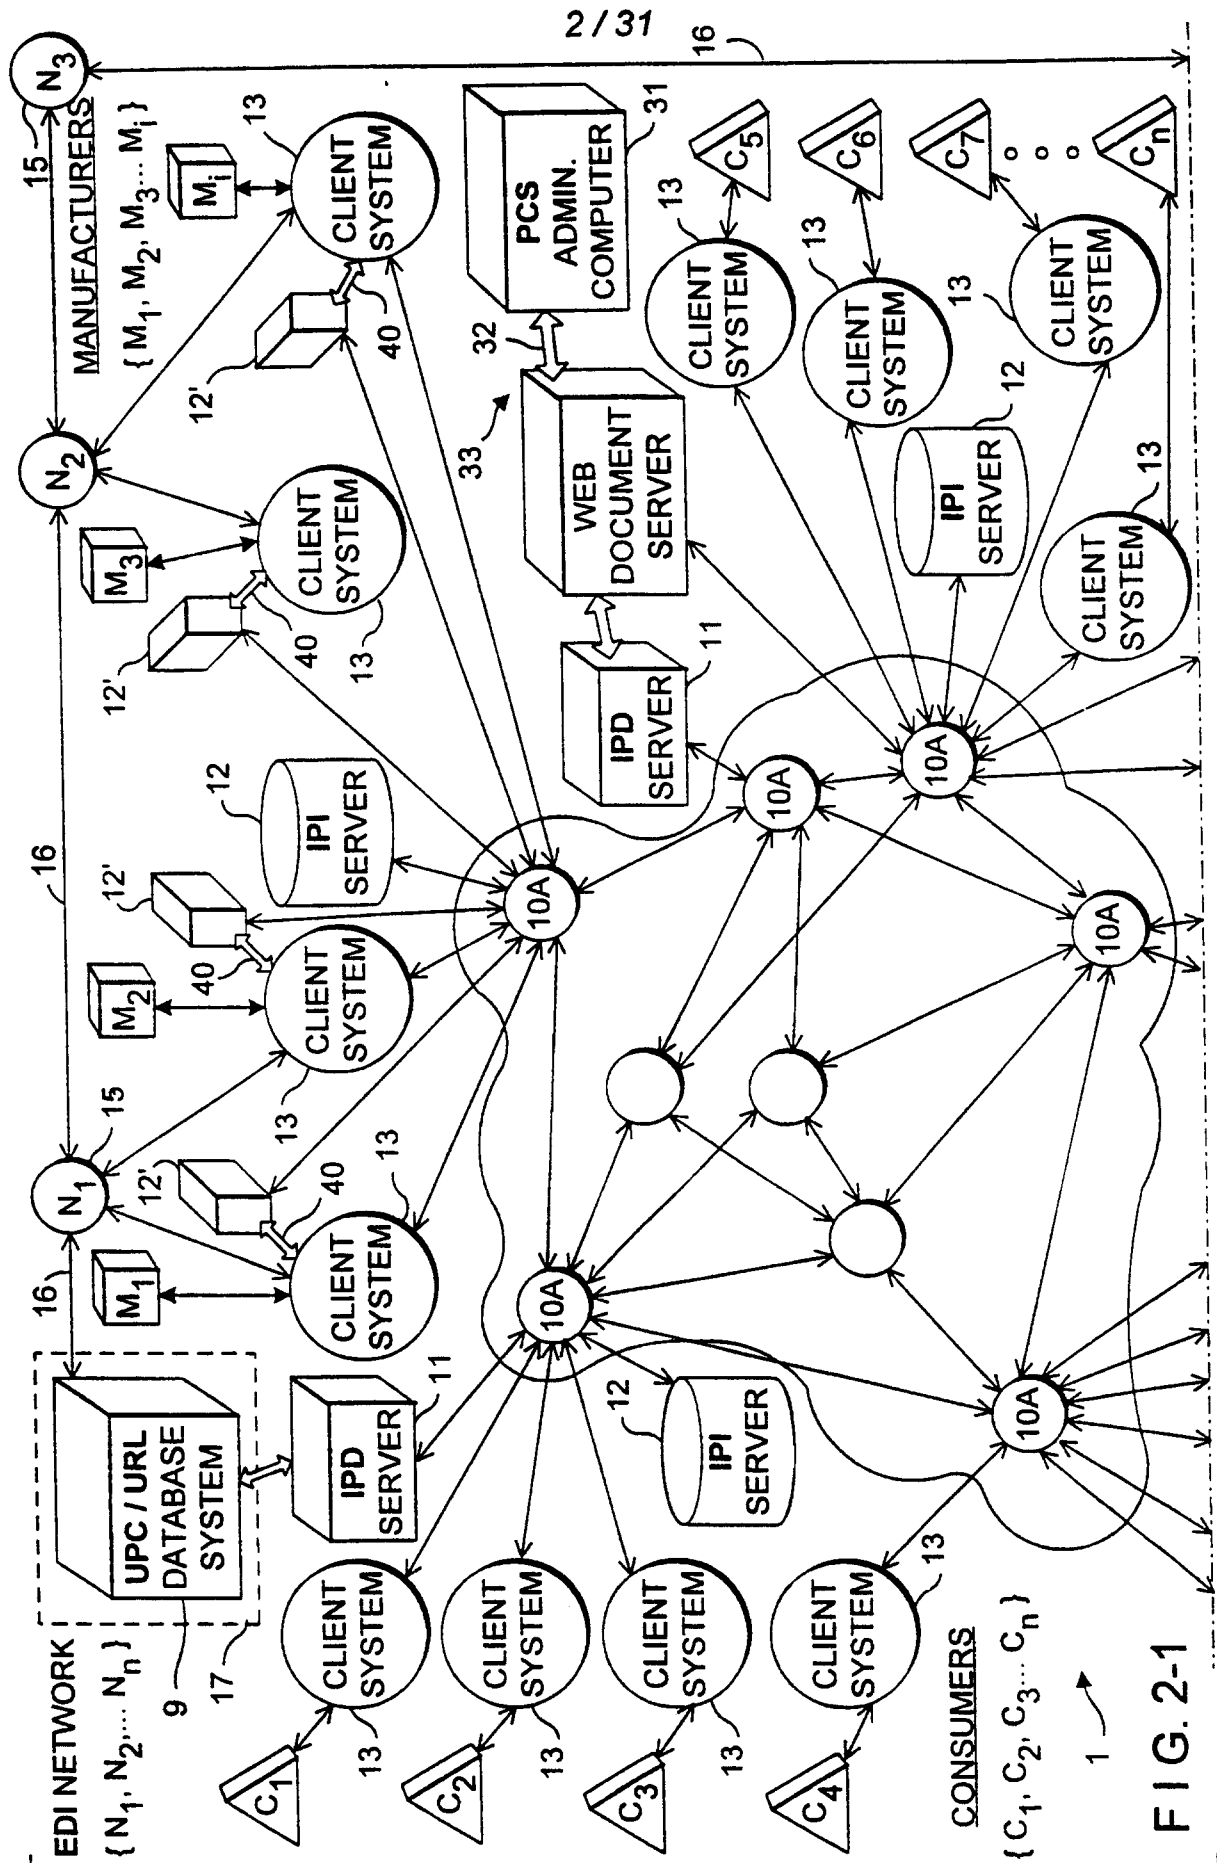 2 / 31
EDI NETWORK
{ N1, N2,... Nn }
9
17
UPC / URL
DATABASE
SYSTEM
16
N1
15
16
N2
15
N3
16
MANUFACTURERS
{ M1, M2, M3... Mi }
M1
M2
M3
Mi
IPD
SERVER
11
CLIENT
SYSTEM
13
12'
40
CLIENT
SYSTEM
13
12'
40
IPI
SERVER
12
CLIENT
SYSTEM
13
12'
40
CLIENT
SYSTEM
13
12'
40
C1
CLIENT
SYSTEM
13
C2
CLIENT
SYSTEM
13
C3
CLIENT
SYSTEM
13
C4
CLIENT
SYSTEM
13
IPI
SERVER
12
10A
10A
10A
10A
10A
10A
IPD
SERVER
11
WEB
DOCUMENT
SERVER
33
32
PCS
ADMIN.
COMPUTER
31
CLIENT
SYSTEM
13
C5
CLIENT
SYSTEM
13
C6
IPI
SERVER
12
CLIENT
SYSTEM
13
C7
CLIENT
SYSTEM
13
Cn
CONSUMERS
{ C1, C2, C3... Cn }
1
FIG. 2-1